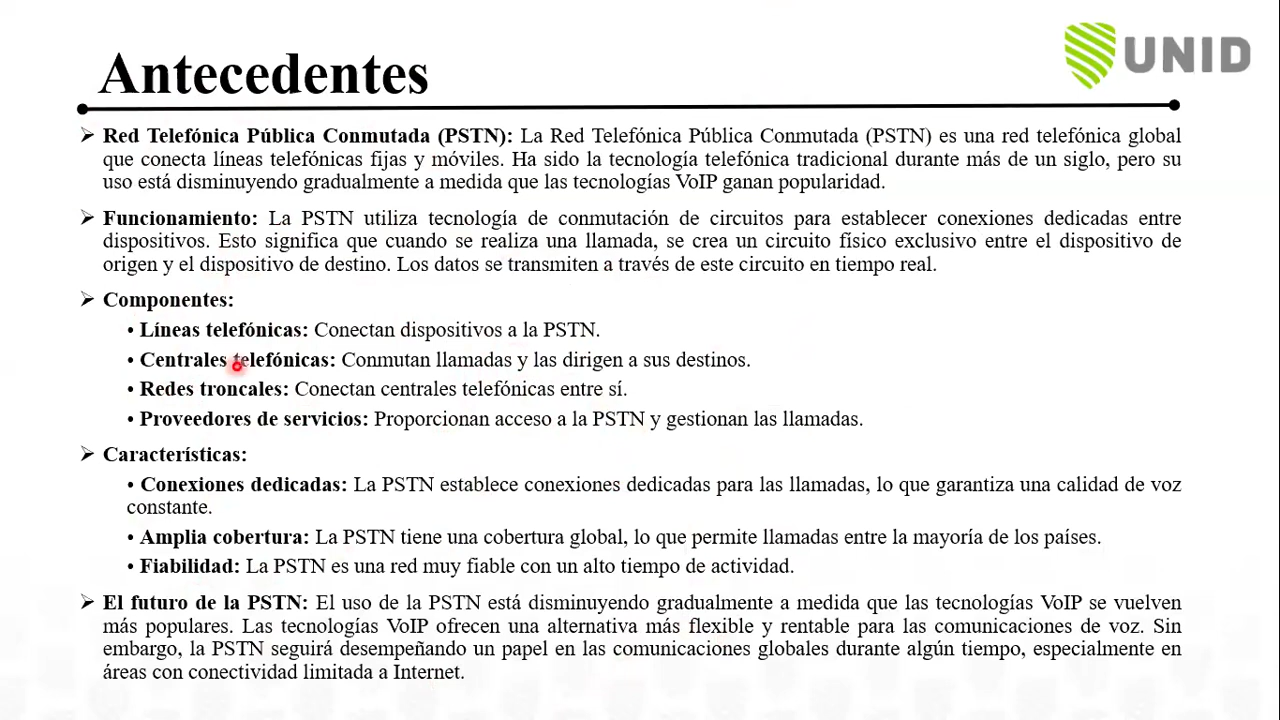 UNID
Antecedentes
➢ Red Telefónica Pública Conmutada (PSTN): La Red Telefónica Pública Conmutada (PSTN) es una red telefónica global
que conecta líneas telefónicas fijas y móviles. Ha sido la tecnología telefónica tradicional durante más de un siglo, pero su
uso está disminuyendo gradualmente a medida que las tecnologías VoIP ganan popularidad.
➢ Funcionamiento: La PSTN utiliza tecnología de conmutación de circuitos para establecer conexiones dedicadas entre
dispositivos. Esto significa que cuando se realiza una llamada, se crea un circuito físico exclusivo entre el dispositivo de
origen y el dispositivo de destino. Los datos se transmiten a través de este circuito en tiempo real.
➢ Componentes:
• Líneas telefónicas: Conectan dispositivos a la PSTN.
• Centrales telefónicas: Conmutan llamadas y las dirigen a sus destinos.
• Redes troncales: Conectan centrales telefónicas entre sí.
• Proveedores de servicios: Proporcionan acceso a la PSTN y gestionan las llamadas.
➢ Características:
• Conexiones dedicadas: La PSTN establece conexiones dedicadas para las llamadas, lo que garantiza una calidad de voz
constante.
• Amplia cobertura: La PSTN tiene una cobertura global, lo que permite llamadas entre la mayoría de los países.
• Fiabilidad: La PSTN es una red muy fiable con un alto tiempo de actividad.
➢ El futuro de la PSTN: El uso de la PSTN está disminuyendo gradualmente a medida que las tecnologías VoIP se vuelven
más populares. Las tecnologías VoIP ofrecen una alternativa más flexible y rentable para las comunicaciones de voz. Sin
embargo, la PSTN seguirá desempeñando un papel en las comunicaciones globales durante algún tiempo, especialmente en
áreas con conectividad limitada a Internet.